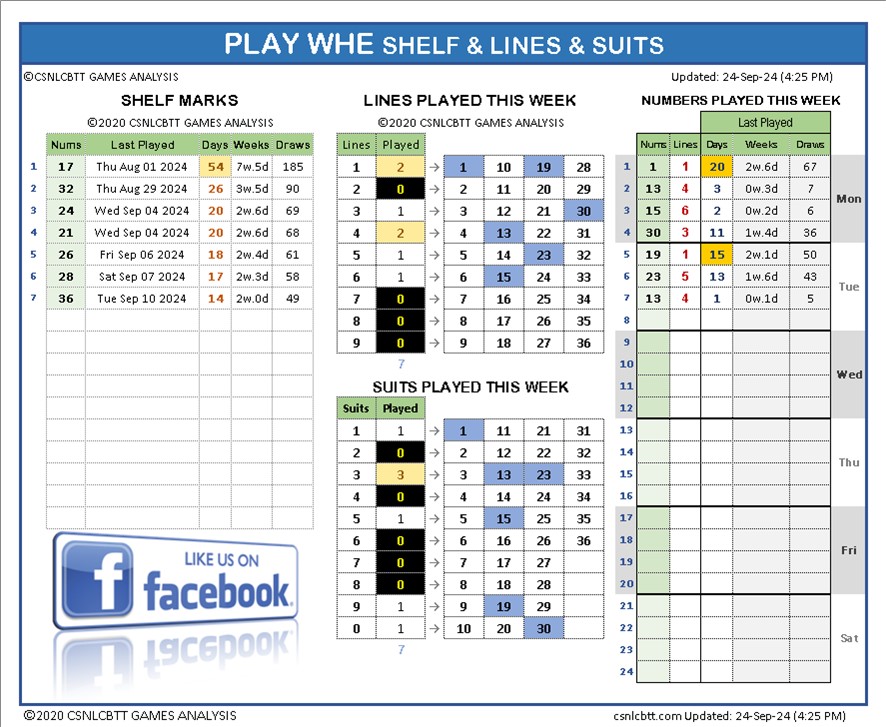 PLAY WHE SHELF & LINES & SUITS
©CSNLCBTT GAMES ANALYSIS
Updated: 24-Sep-24 (4:25 PM)
SHELF MARKS
©2020 CSNLCBTT GAMES ANALYSIS
Nums Last Played Days Weeks Draws
1 17 Thu Aug 01 2024 54 7w.5d 185
2 32 Thu Aug 29 2024 26 3w.5d 90
3 24 Wed Sep 04 2024 20 2w.6d 69
4 21 Wed Sep 04 2024 20 2w.6d 68
5 26 Fri Sep 06 2024 18 2w.4d 61
6 28 Sat Sep 07 2024 17 2w.3d 58
7 36 Tue Sep 10 2024 14 2w.0d 49
LIKE US ON
facebook
LINES PLAYED THIS WEEK
©2020 CSNLCBTT GAMES ANALYSIS
Lines Played
1 2 → 1 10 19 28
2 0 → 2 11 20 29
3 1 → 3 12 21 30
4 2 → 4 13 22 31
5 1 → 5 14 23 32
6 1 → 6 15 24 33
7 0 → 7 16 25 34
8 0 → 8 17 26 35
9 0 → 9 18 27 36
7
SUITS PLAYED THIS WEEK
Suits Played
1 1 → 1 11 21 31
2 0 → 2 12 22 32
3 3 → 3 13 23 33
4 0 → 4 14 24 34
5 1 → 5 15 25 35
6 0 → 6 16 26 36
7 0 → 7 17 27
8 0 → 8 18 28
9 1 → 9 19 29
0 1 → 10 20 30
7
NUMBERS PLAYED THIS WEEK
Last Played
Nums Lines Days Weeks Draws
1 1 1 20 2w.6d 67
2 13 4 3 0w.3d 7
3 15 6 2 0w.2d 6
4 30 3 11 1w.4d 36
Mon
5 19 1 15 2w.1d 50
6 23 5 13 1w.6d 43
7 13 4 1 0w.1d 5
8
Tue
9
10
11
12
Wed
13
14
15
16
Thu
17
18
19
20
Fri
21
22
23
24
Sat
©2020 CSNLCBTT GAMES ANALYSIS
csnlcbtt.com Updated: 24-Sep-24 (4:25 PM)